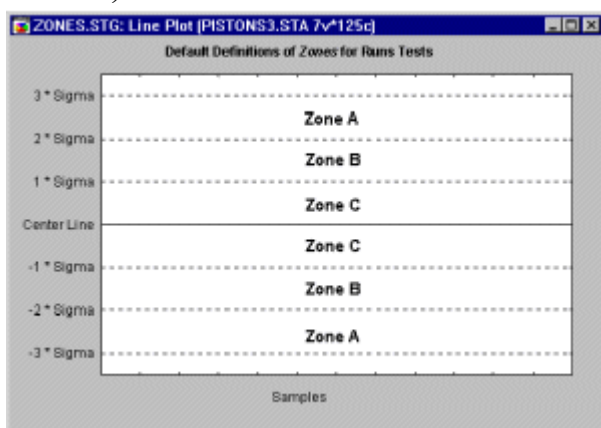 ZONES.STG: Line Plot (PISTONS3.STA 7v*125c)
Default Definitions of Zones for Runs Tests
3 * Sigma
Zone A
2 * Sigma
Zone B
1 * Sigma
Zone C
Center Line
Zone C
-1 * Sigma
Zone B
-2 * Sigma
Zone A
-3 * Sigma
Samples